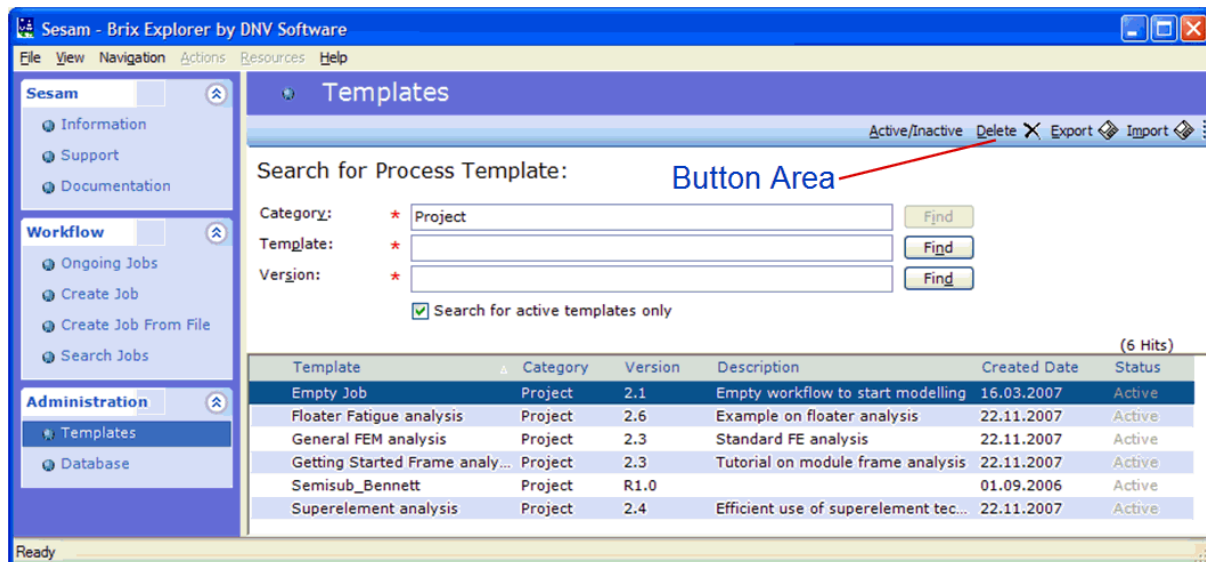 Sesam - Brix Explorer by DNV Software
File View Navigation Actions Resources Help
Sesam
Information
Support
Documentation
Workflow
Ongoing Jobs
Create Job
Create Job From File
Search Jobs
Administration
Templates
Database
Templates
Active/Inactive Delete Export Import
Search for Process Template:
Button Area
Category: * Project Find
Template: * Find
Version: * Find
Search for active templates only
(6 Hits)
Template Category Version Description Created Date Status
Empty Job Project 2.1 Empty workflow to start modelling 16.03.2007 Active
Floater Fatigue analysis Project 2.6 Example on floater analysis 22.11.2007 Active
General FEM analysis Project 2.3 Standard FE analysis 22.11.2007 Active
Getting Started Frame analy... Project 2.3 Tutorial on module frame analysis 22.11.2007 Active
Semisub_Bennett Project R1.0 01.09.2006 Active
Superelement analysis Project 2.4 Efficient use of superelement tec... 22.11.2007 Active
Ready